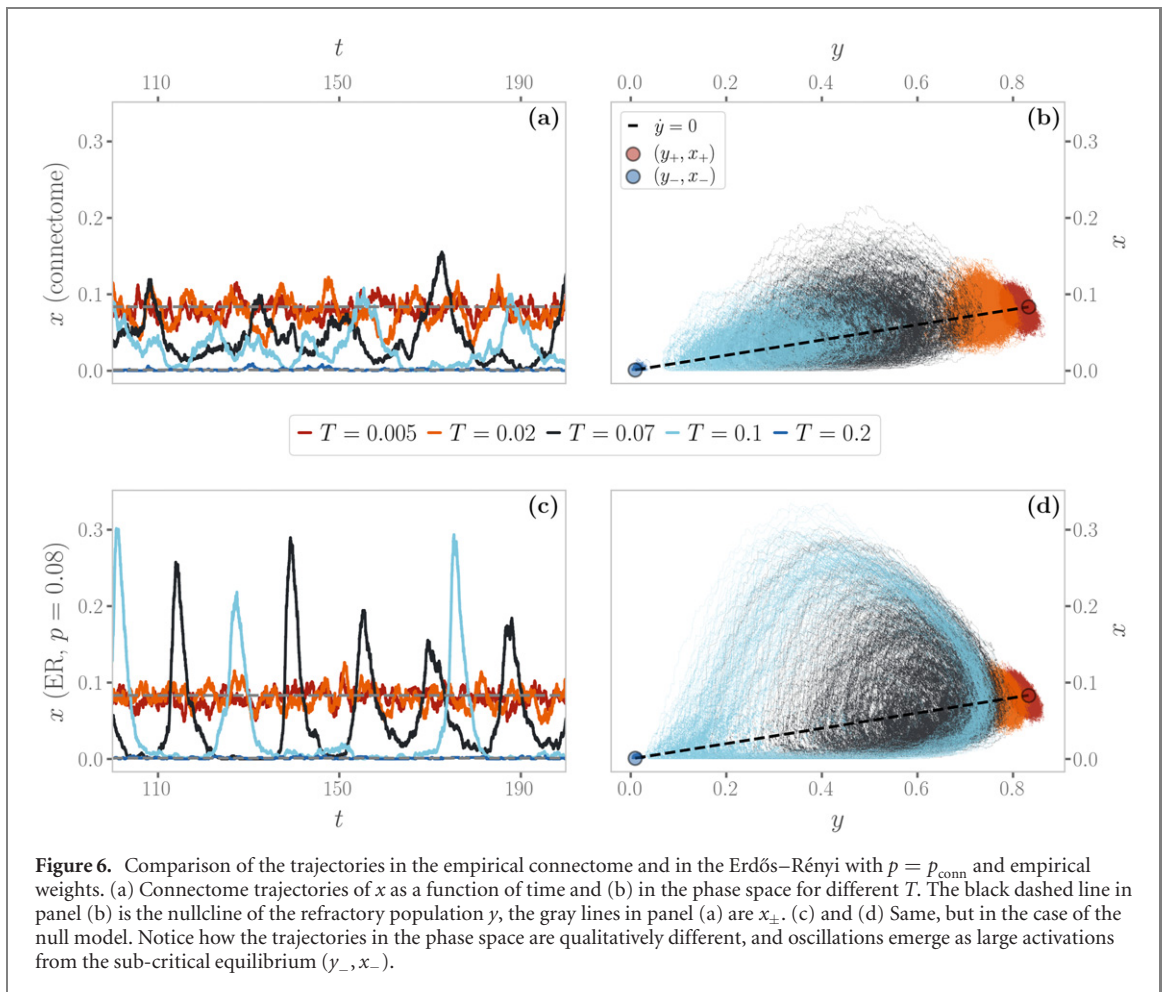 t
y
110 150 190
0.0 0.2 0.4 0.6 0.8
(a)
(b)
x (connectome)
0.3
0.2
0.1
0.0
ẏ = 0
(y₊, x₊)
(y₋, x₋)
0.3
0.2
0.1
0.0
x
T = 0.005 T = 0.02 T = 0.07 T = 0.1 T = 0.2
(c)
(d)
x (ER, p = 0.08)
0.3
0.2
0.1
0.0
0.3
0.2
0.1
0.0
x
110 150 190
0.0 0.2 0.4 0.6 0.8
t
y
Figure 6. Comparison of the trajectories in the empirical connectome and in the Erdős–Rényi with p = p_conn and empirical
weights. (a) Connectome trajectories of x as a function of time and (b) in the phase space for different T. The black dashed line in
panel (b) is the nullcline of the refractory population y, the gray lines in panel (a) are x±. (c) and (d) Same, but in the case of the
null model. Notice how the trajectories in the phase space are qualitatively different, and oscillations emerge as large activations
from the sub-critical equilibrium (y₋, x₋).